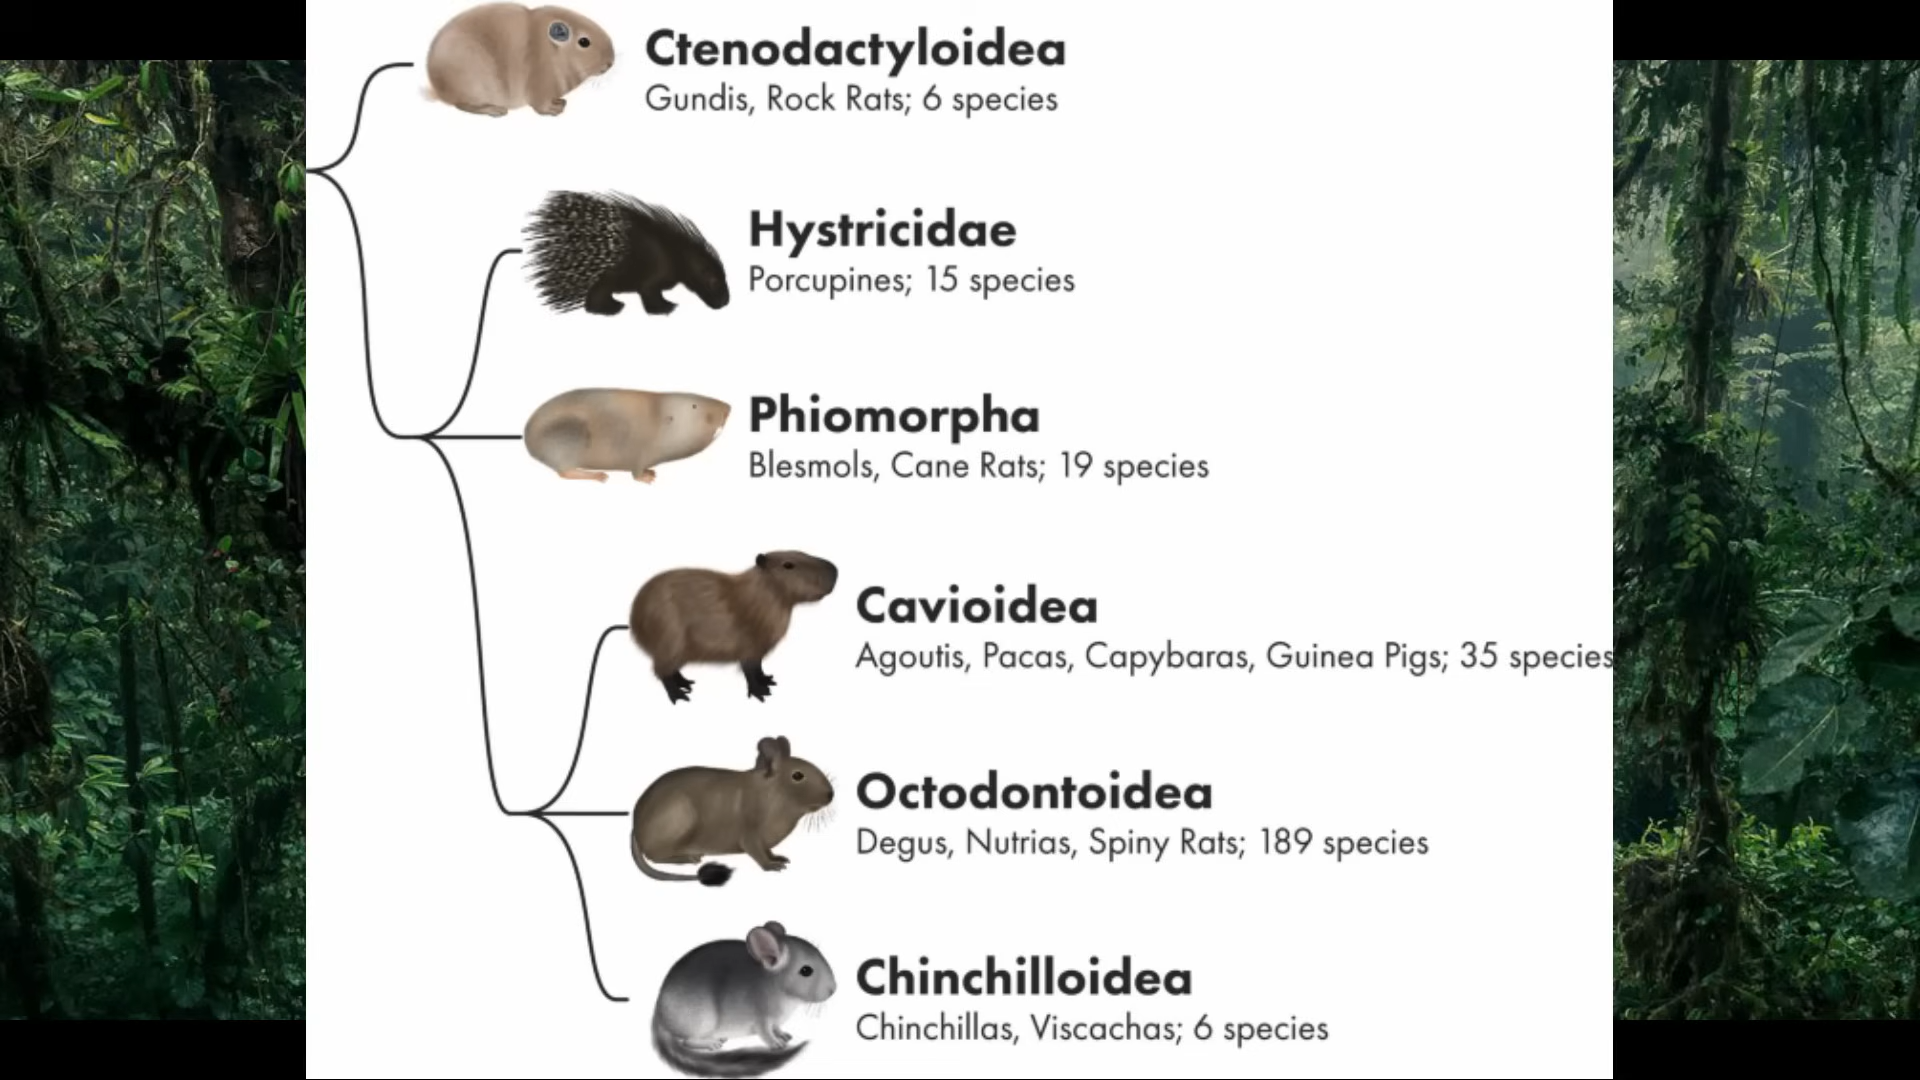 Ctenodactyloidea
Gundis, Rock Rats; 6 species
Hystricidae
Porcupines; 15 species
Phiomorpha
Blesmols, Cane Rats; 19 species
Cavioidea
Agoutis, Pacas, Capybaras, Guinea Pigs; 35 species
Octodontoidea
Degus, Nutrias, Spiny Rats; 189 species
Chinchilloidea
Chinchillas, Viscachas; 6 species